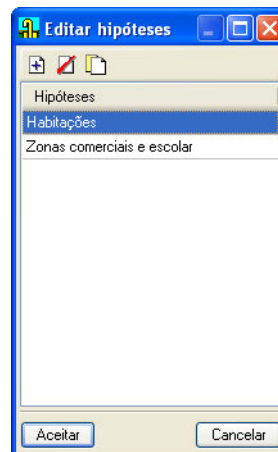 Editar hipóteses
Hipóteses
Habitações
Zonas comerciais e escolar
Aceitar
Cancelar